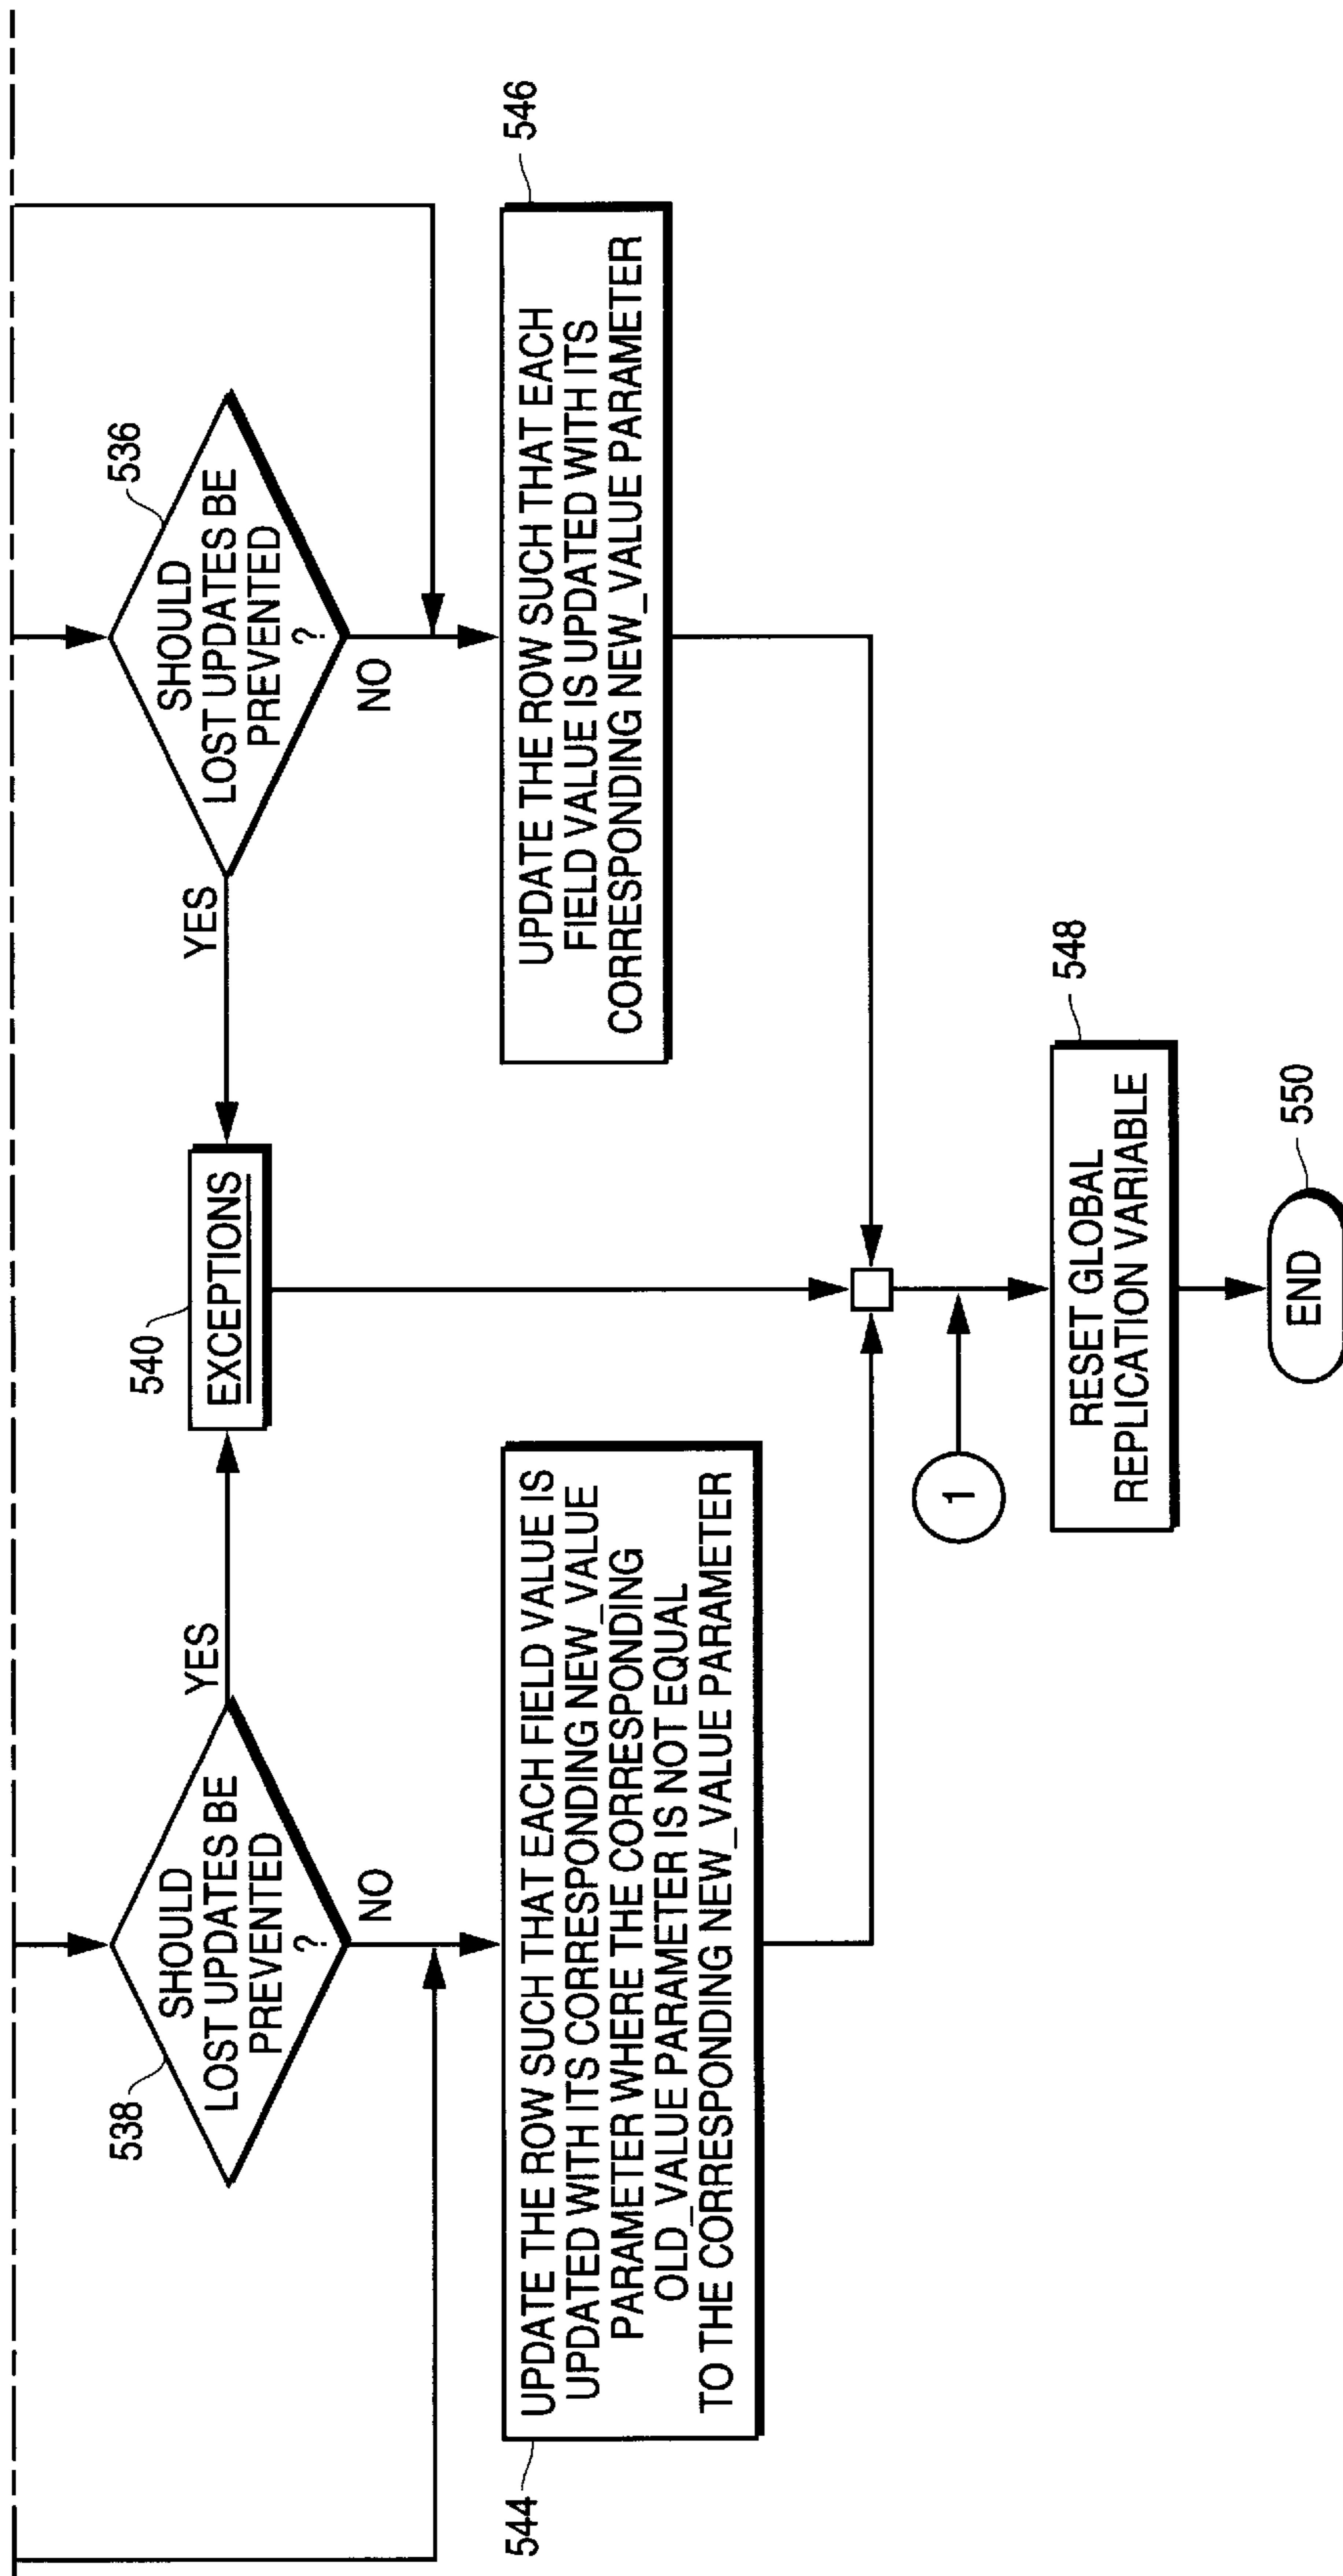 538
SHOULD
LOST UPDATES BE
PREVENTED
?
YES
NO
540
EXCEPTIONS
536
SHOULD
LOST UPDATES BE
PREVENTED
?
YES
NO
544
UPDATE THE ROW SUCH THAT EACH FIELD VALUE IS
UPDATED WITH ITS CORRESPONDING NEW_VALUE
PARAMETER WHERE THE CORRESPONDING
OLD_VALUE PARAMETER IS NOT EQUAL
TO THE CORRESPONDING NEW_VALUE PARAMETER
546
UPDATE THE ROW SUCH THAT EACH
FIELD VALUE IS UPDATED WITH ITS
CORRESPONDING NEW_VALUE PARAMETER
1
548
RESET GLOBAL
REPLICATION VARIABLE
550
END